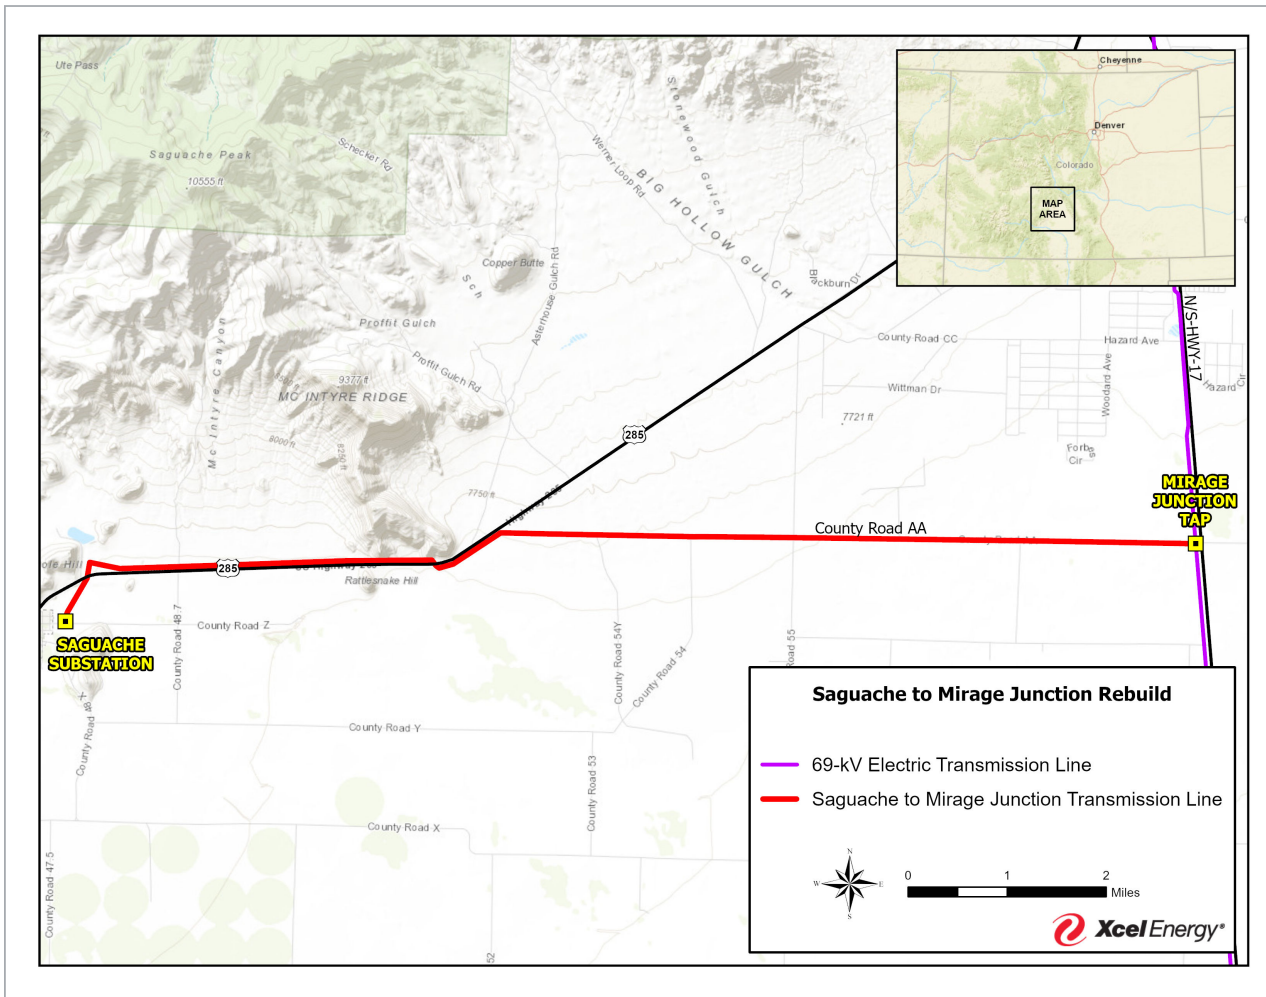 Ute Pass
Saguache Peak
10555 ft
Schecker Rd
Stonewood Gulch
Werner Loop Rd
BIG HOLLOW GULCH
Cheyenne
Denver
Colorado
MAP
AREA
Copper Butte
Sch
Asterhouse Gulch Rd
Proffit Gulch
Proffit Gulch Rd
9377 ft
MC INTYRE RIDGE
Mc Intyre Canyon
8000 ft
8250 ft
County Road CC
Hazard Ave
N/S-HWY-17
Hazard Cir
Wittman Dr
Woodard Ave
7721 ft
285
Forbes
Cir
7750 ft
MIRAGE
JUNCTION
TAP
County Road AA
285
Rattlesnake Hill
County Road Z
SAGUACHE
SUBSTATION
County Road 48.7
County Road 54Y
County Road 54
Road 55
County Road 48
County Road Y
County Road 53
County Road X
County Road 47.5
52
Saguache to Mirage Junction Rebuild
69-kV Electric Transmission Line
Saguache to Mirage Junction Transmission Line
N
W
E
S
0 1 2
Miles
Xcel Energy®